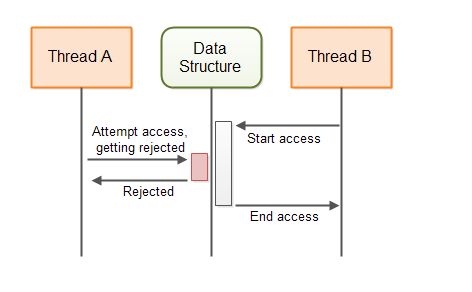 Thread A
Data
Structure
Thread B
Attempt access,
getting rejected
Start access
Rejected
End access